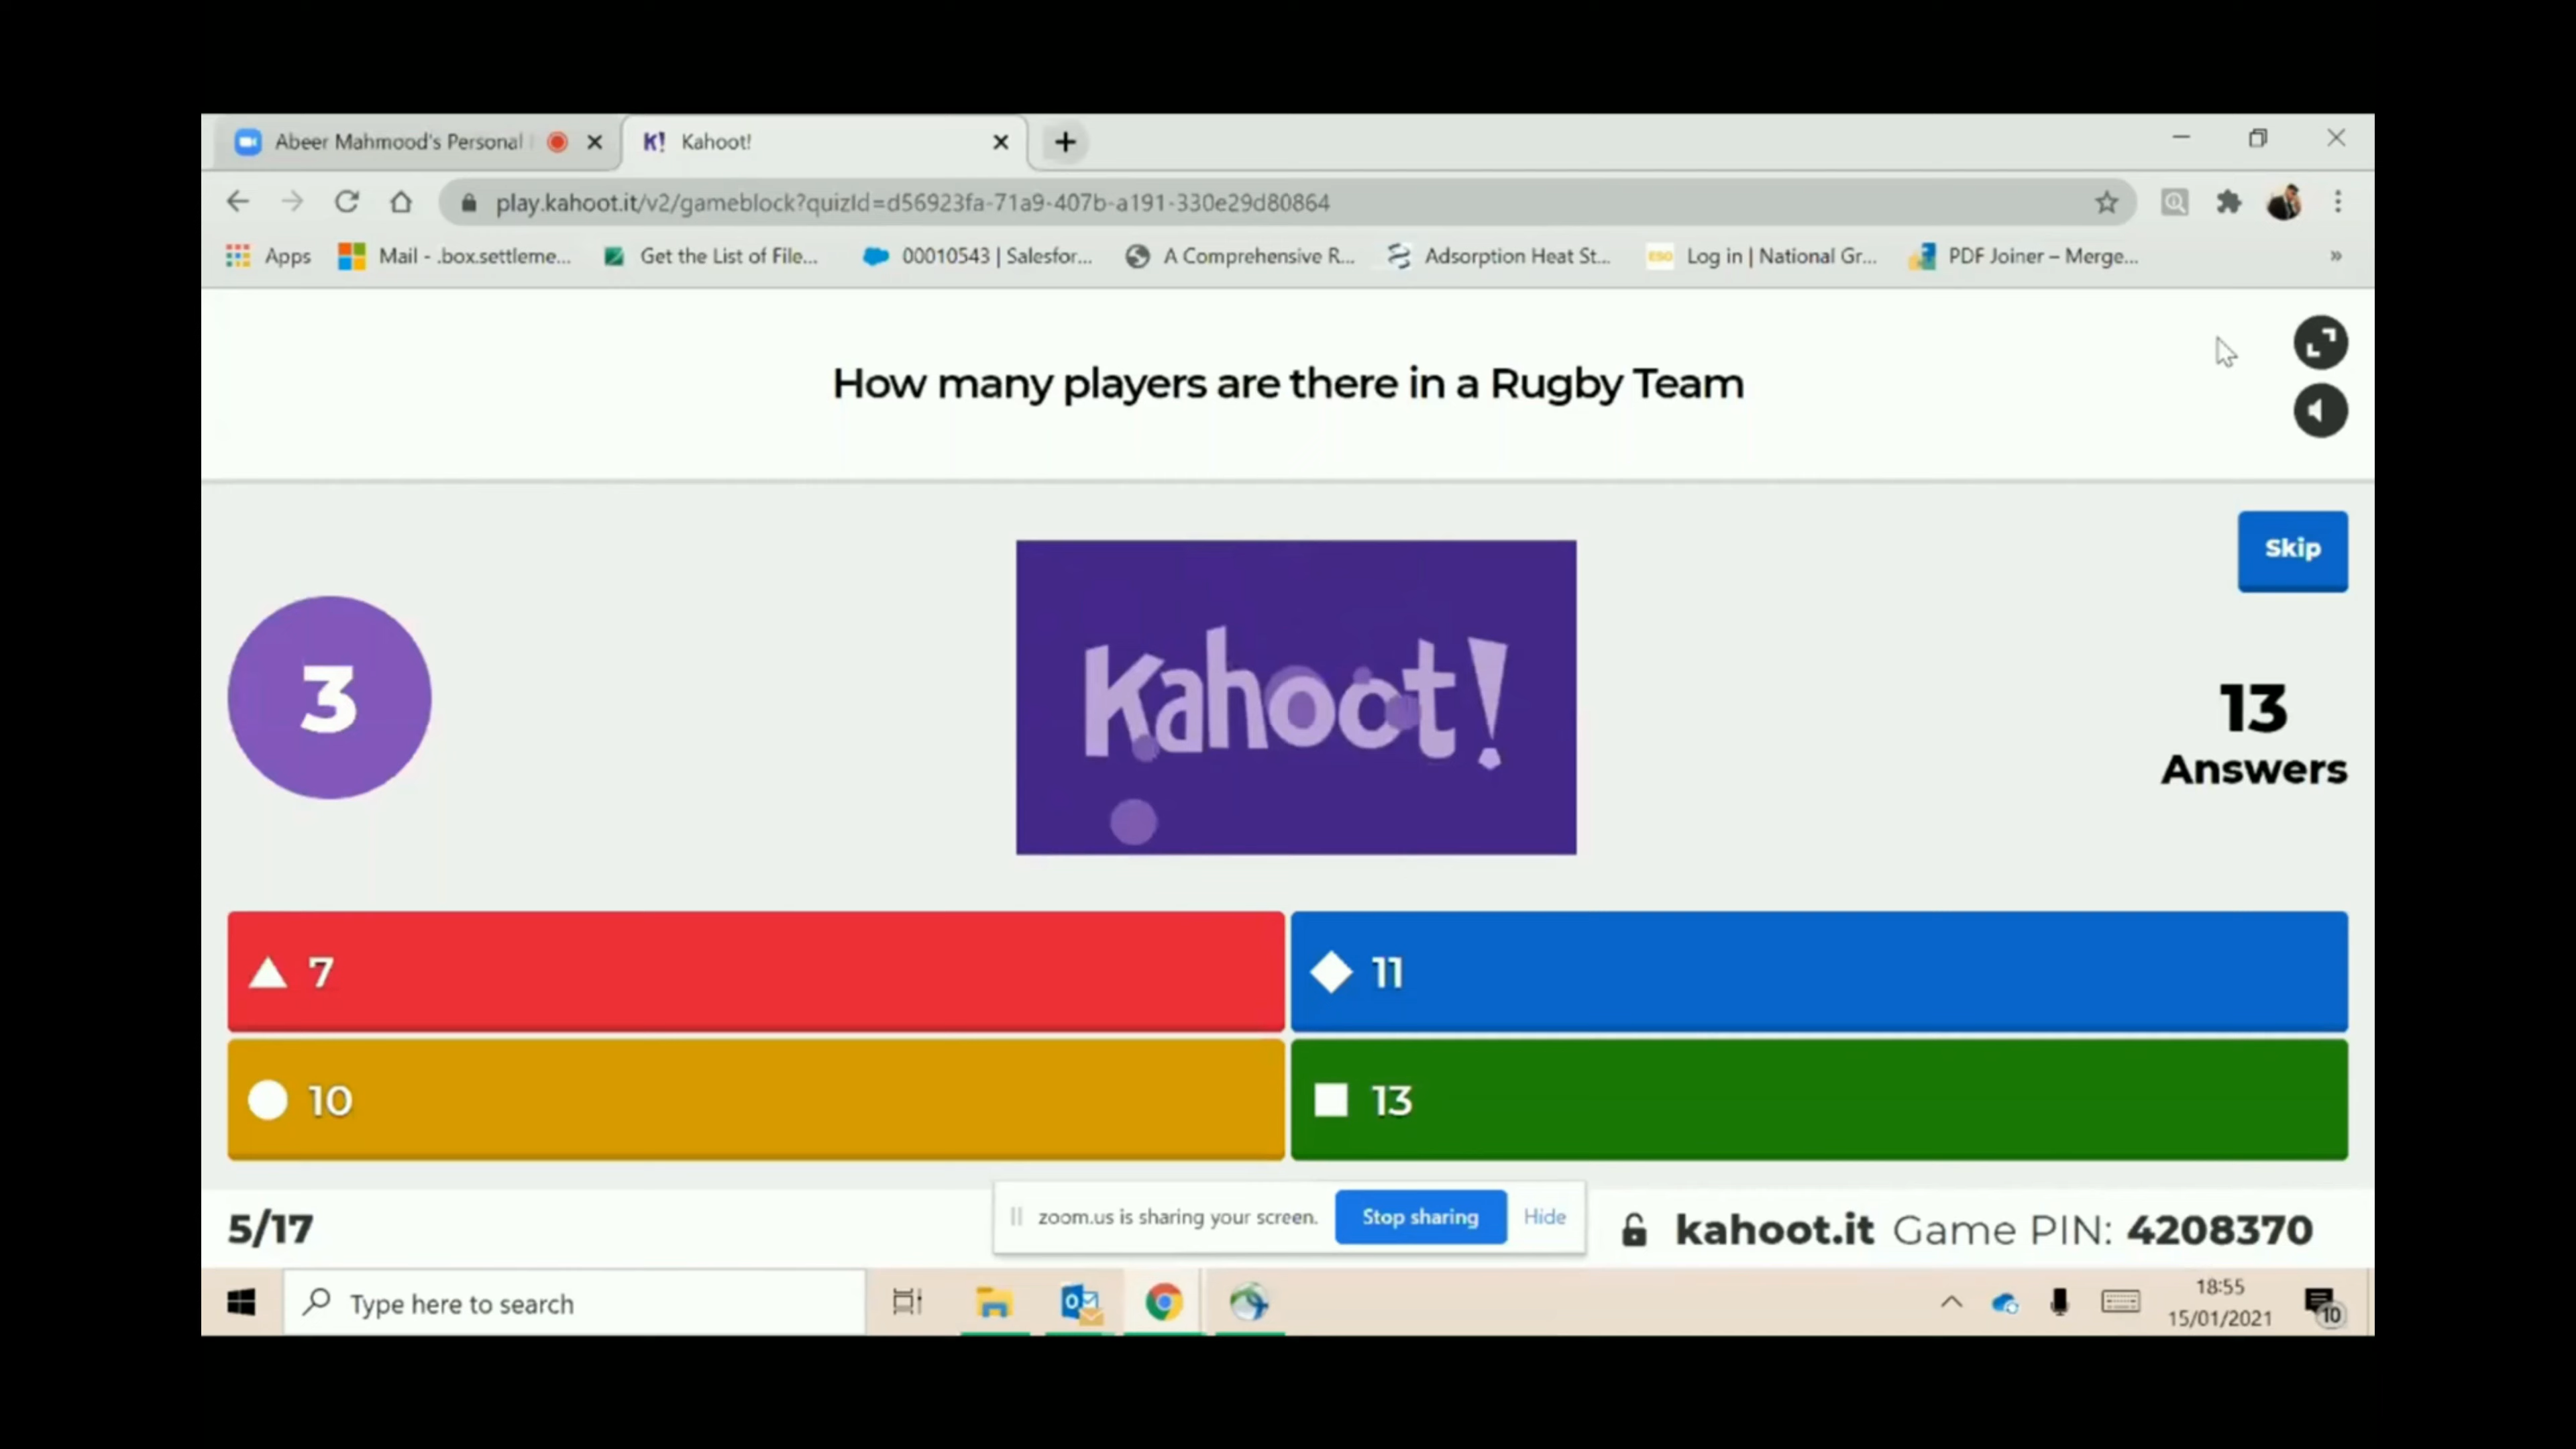 Abeer Mahmood's Personal
K! Kahoot!
play.kahoot.it/v2/gameblock?quizId=d56923fa-71a9-407b-a191-330e29d80864
Apps Mail - .box.settleme... Get the List of File... 00010543 | Salesfor... A Comprehensive R... Adsorption Heat St... ESO Log in | National Gr... PDF Joiner – Merge... »
How many players are there in a Rugby Team
Skip
3
Kahoot!
13
Answers
7
11
10
13
5/17
zoom.us is sharing your screen. Stop sharing Hide
kahoot.it Game PIN: 4208370
Type here to search
18:55
15/01/2021
10